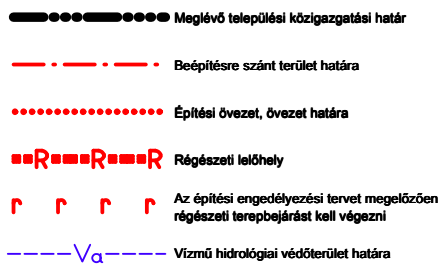 Meglévő települési közigazgatási határ
Beépítésre szánt terület határa
Építési övezet, övezet határa
R R R Régészeti lelőhely
r r r r Az építési engedélyezési tervet megelőzően
régészeti terepbejárást kell végezni
Va Vízmű hidrológiai védőterület határa